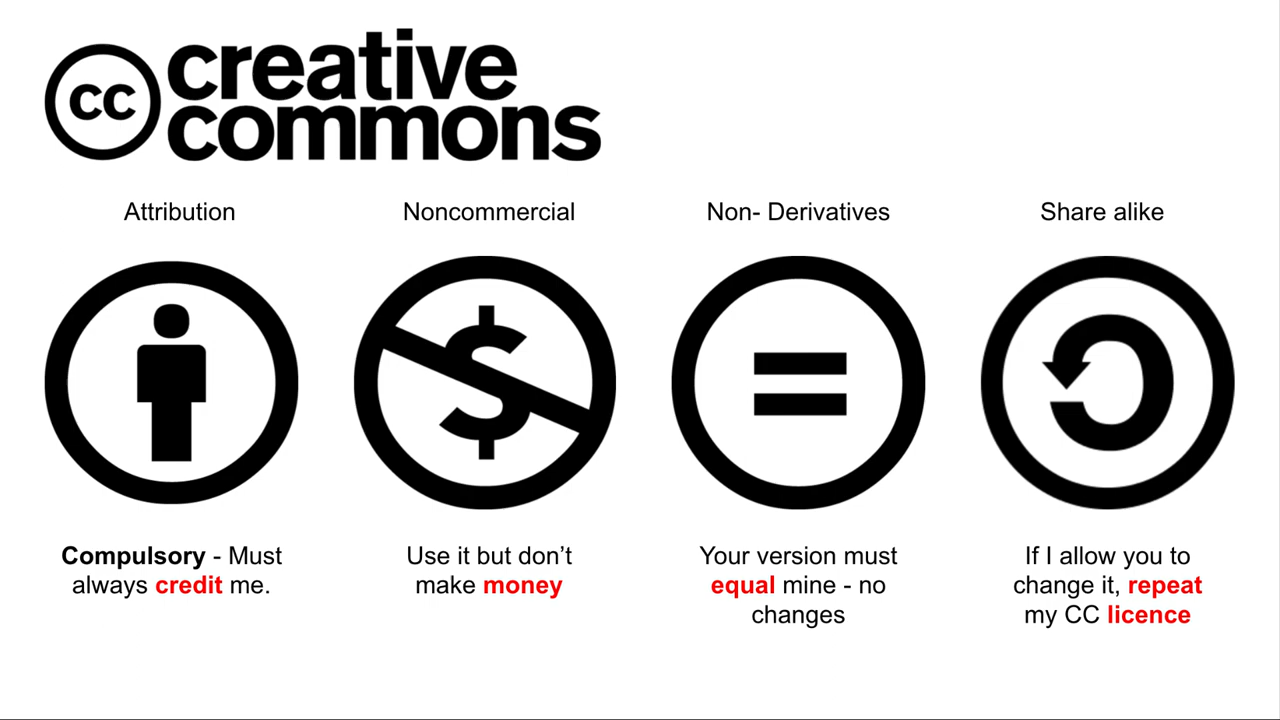 cc creative
commons
Attribution
Noncommercial
Non- Derivatives
Share alike
$
=
Compulsory - Must
always credit me.
Use it but don’t
make money
Your version must
equal mine - no
changes
If I allow you to
change it, repeat
my CC licence